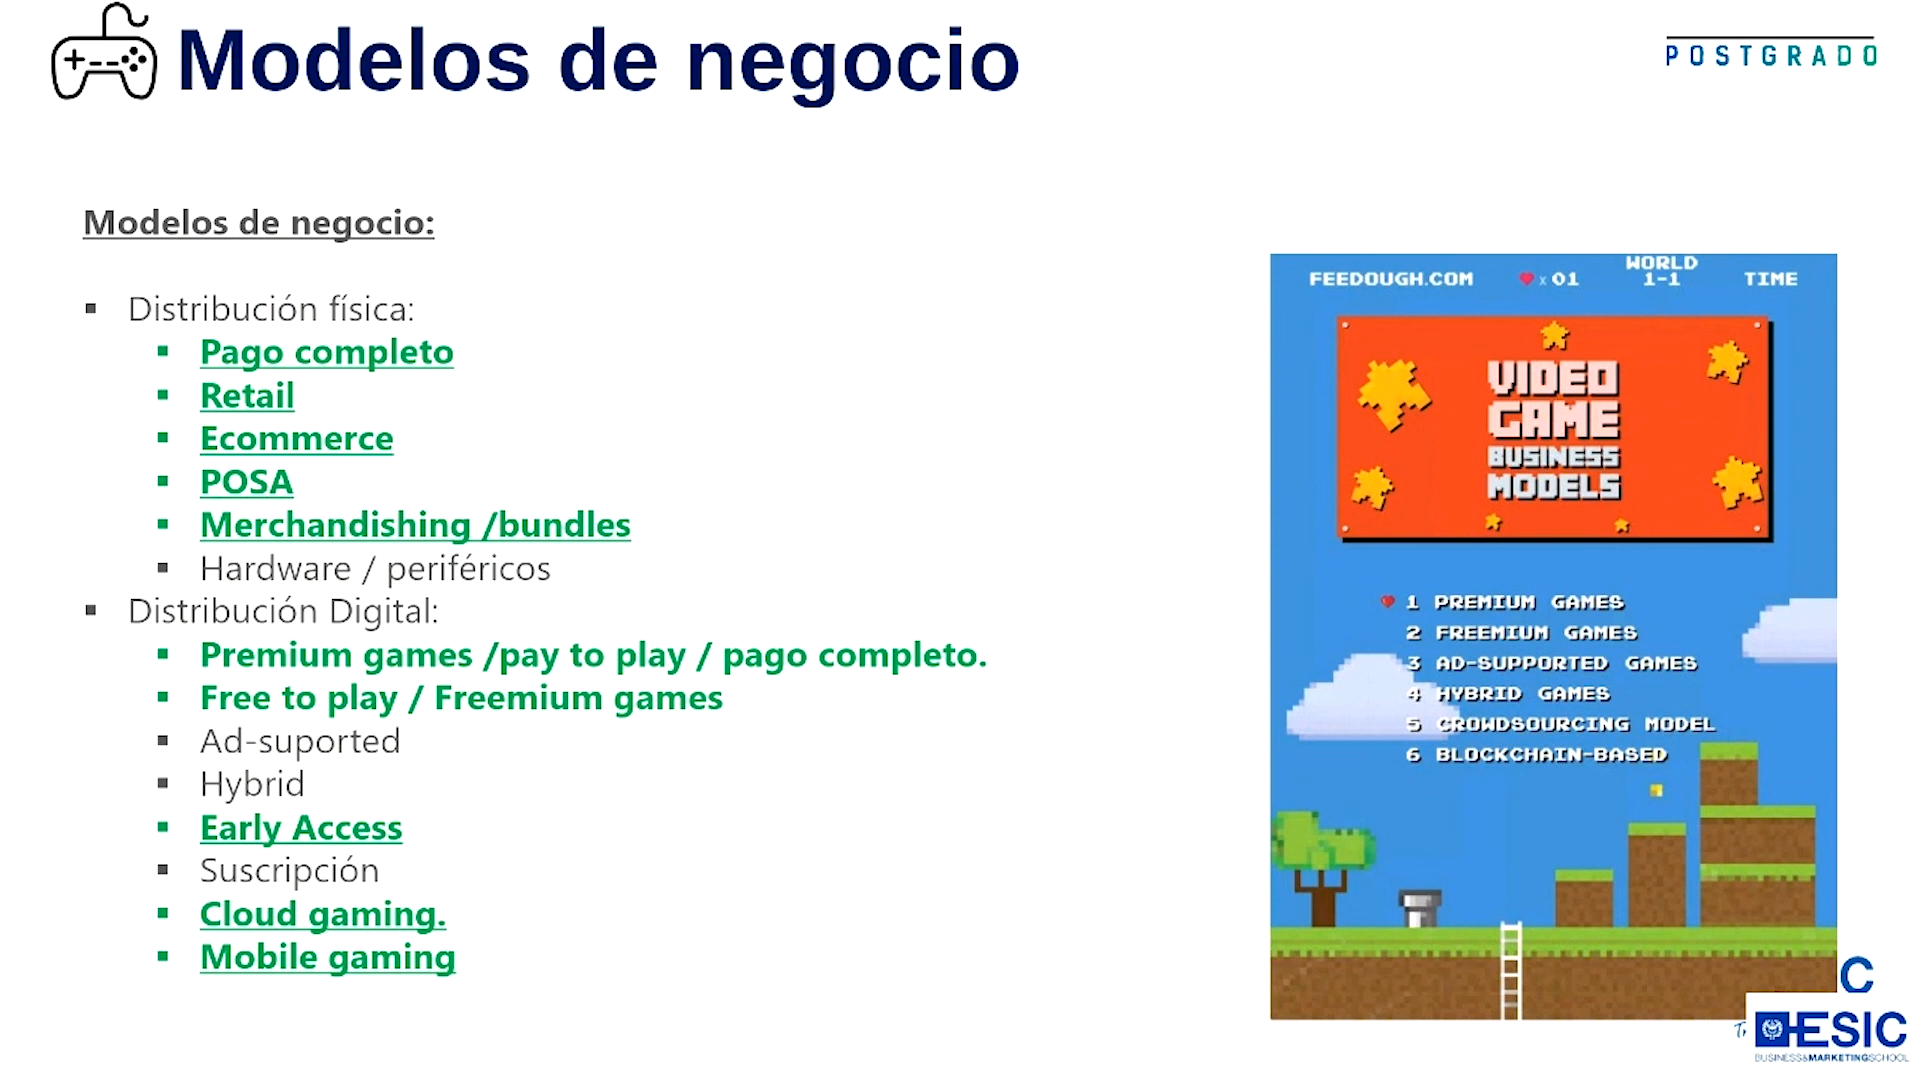 Modelos de negocio
POSTGRADO
Modelos de negocio:
Distribución física:
Pago completo
Retail
Ecommerce
POSA
Merchandishing /bundles
Hardware / periféricos
Distribución Digital:
Premium games /pay to play / pago completo.
Free to play / Freemium games
Ad-suported
Hybrid
Early Access
Suscripción
Cloud gaming.
Mobile gaming
FEEDOUGH.COM x 01 WORLD 1-1 TIME
VIDEO
GAME
BUSINESS
MODELS
1 PREMIUM GAMES
2 FREEMIUM GAMES
3 AD-SUPPORTED GAMES
4 HYBRID GAMES
5 CROWDSOURCING MODEL
6 BLOCKCHAIN-BASED
C
ESIC
BUSINESS&MARKETINGSCHOOL